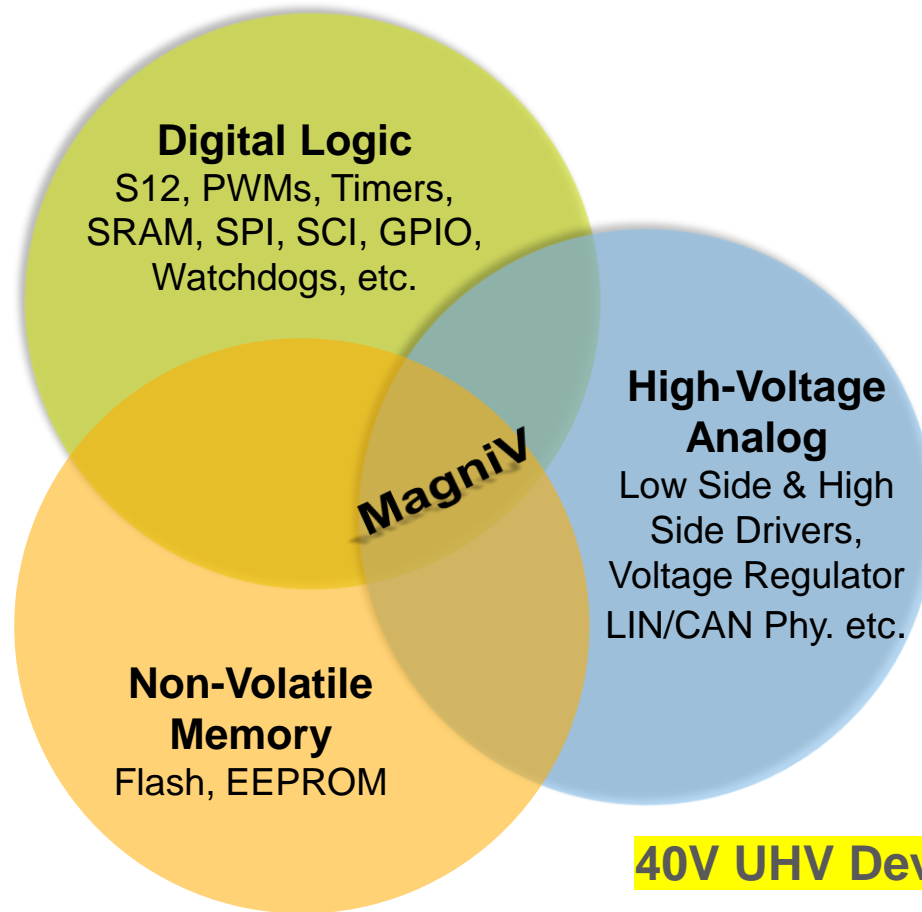 Digital Logic
S12, PWMs, Timers,
SRAM, SPI, SCI, GPIO,
Watchdogs, etc.
High-Voltage
Analog
Low Side & High
Side Drivers,
Voltage Regulator
LIN/CAN Phy. etc.
MagniV
Non-Volatile
Memory
Flash, EEPROM
40V UHV Dev